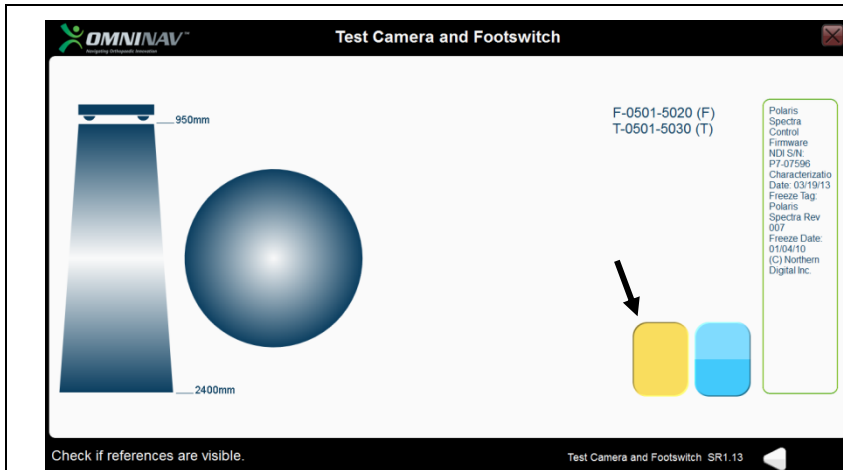 OMNINAV™
Navigating Orthopaedic Innovation
Test Camera and Footswitch
950mm
2400mm
F-0501-5020 (F)
T-0501-5030 (T)
Polaris
Spectra
Control
Firmware
NDI S/N:
P7-07596
Characterizatio
Date: 03/19/13
Freeze Tag:
Polaris
Spectra Rev
007
Freeze Date:
01/04/10
(C) Northern
Digital Inc.
Check if references are visible.
Test Camera and Footswitch SR1.13